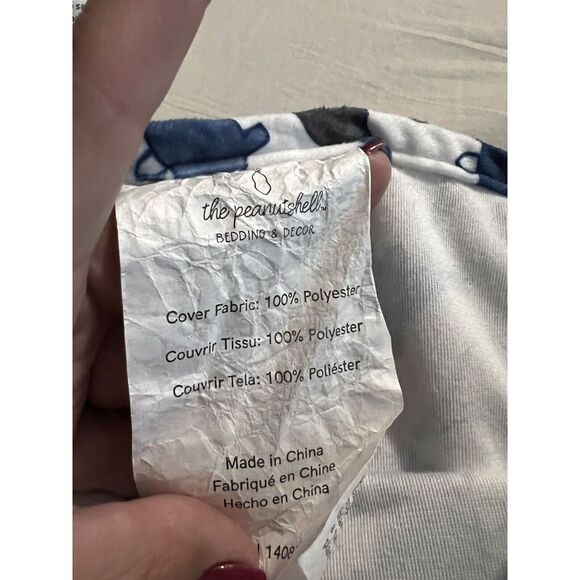 the peanutshell™
BEDDING & DECOR
Cover Fabric: 100% Polyester
Couvrir Tissu: 100% Polyester
Couvrir Tela: 100% Poliéster
Made in China
Fabriqué en Chine
Hecho en China